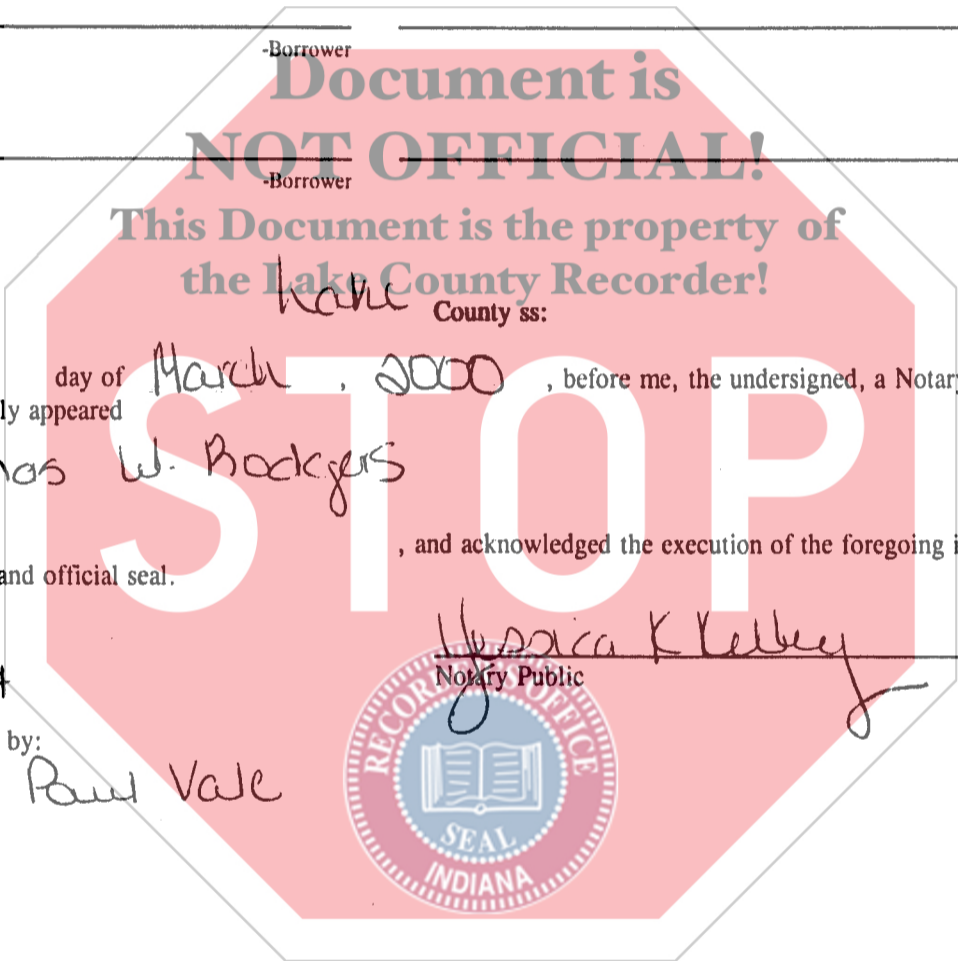 -Borrower
Document is
NOT OFFICIAL!
-Borrower
This Document is the property of
the Lake County Recorder!
Lake County ss:
day of March , 2000 , before me, the undersigned, a Notary
ly appeared
W. Rodgers
, and acknowledged the execution of the foregoing i
and official seal.
STOP
Jessica K Kelley
Notary Public
by:
Paul Vale
RECORDER'S OFFICE
SEAL
INDIANA